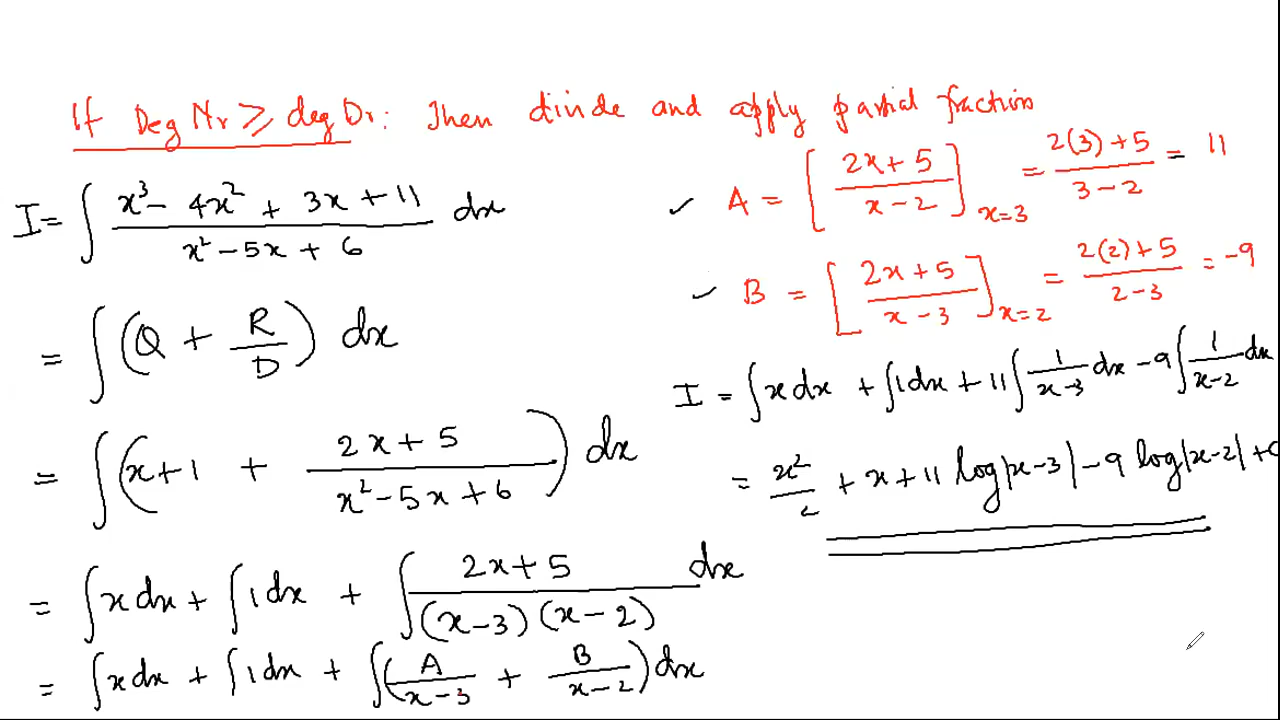 If Deg Nr ≥ deg Dr: Then divide and apply partial fraction
I = ∫ (x³ - 4x² + 3x + 11)/(x² - 5x + 6) dx
= ∫ (Q + R/D) dx
= ∫ (x+1 + (2x+5)/(x² - 5x + 6)) dx
= ∫ x dx + ∫ 1 dx + ∫ (2x+5)/((x-3)(x-2)) dx
= ∫ x dx + ∫ 1 dx + ∫ (A/(x-3) + B/(x-2)) dx
✓ A = [(2x+5)/(x-2)]x=3 = (2(3)+5)/(3-2) = 11
✓ B = [(2x+5)/(x-3)]x=2 = (2(2)+5)/(2-3) = -9
I = ∫ x dx + ∫ 1 dx + 11 ∫ 1/(x-3) dx - 9 ∫ 1/(x-2) dx
= x²/2 + x + 11 log|x-3| - 9 log|x-2| + C